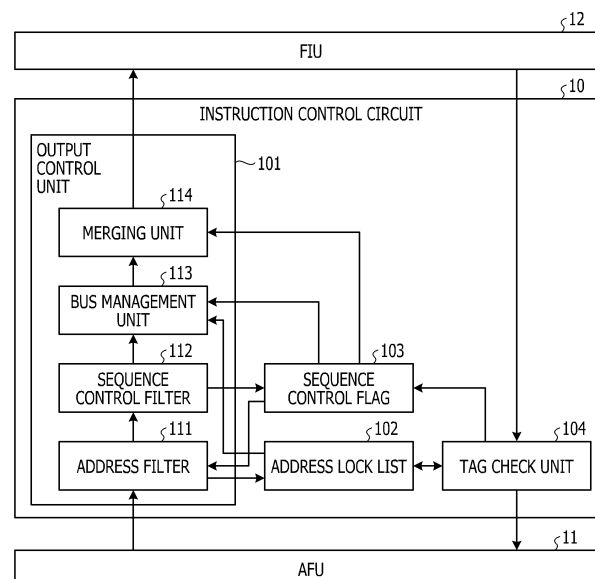 12
FIU
10
INSTRUCTION CONTROL CIRCUIT
OUTPUT
CONTROL
UNIT
101
114
MERGING UNIT
113
BUS MANAGEMENT
UNIT
112
SEQUENCE
CONTROL FILTER
103
SEQUENCE
CONTROL FLAG
111
ADDRESS FILTER
102
ADDRESS LOCK LIST
104
TAG CHECK UNIT
11
AFU